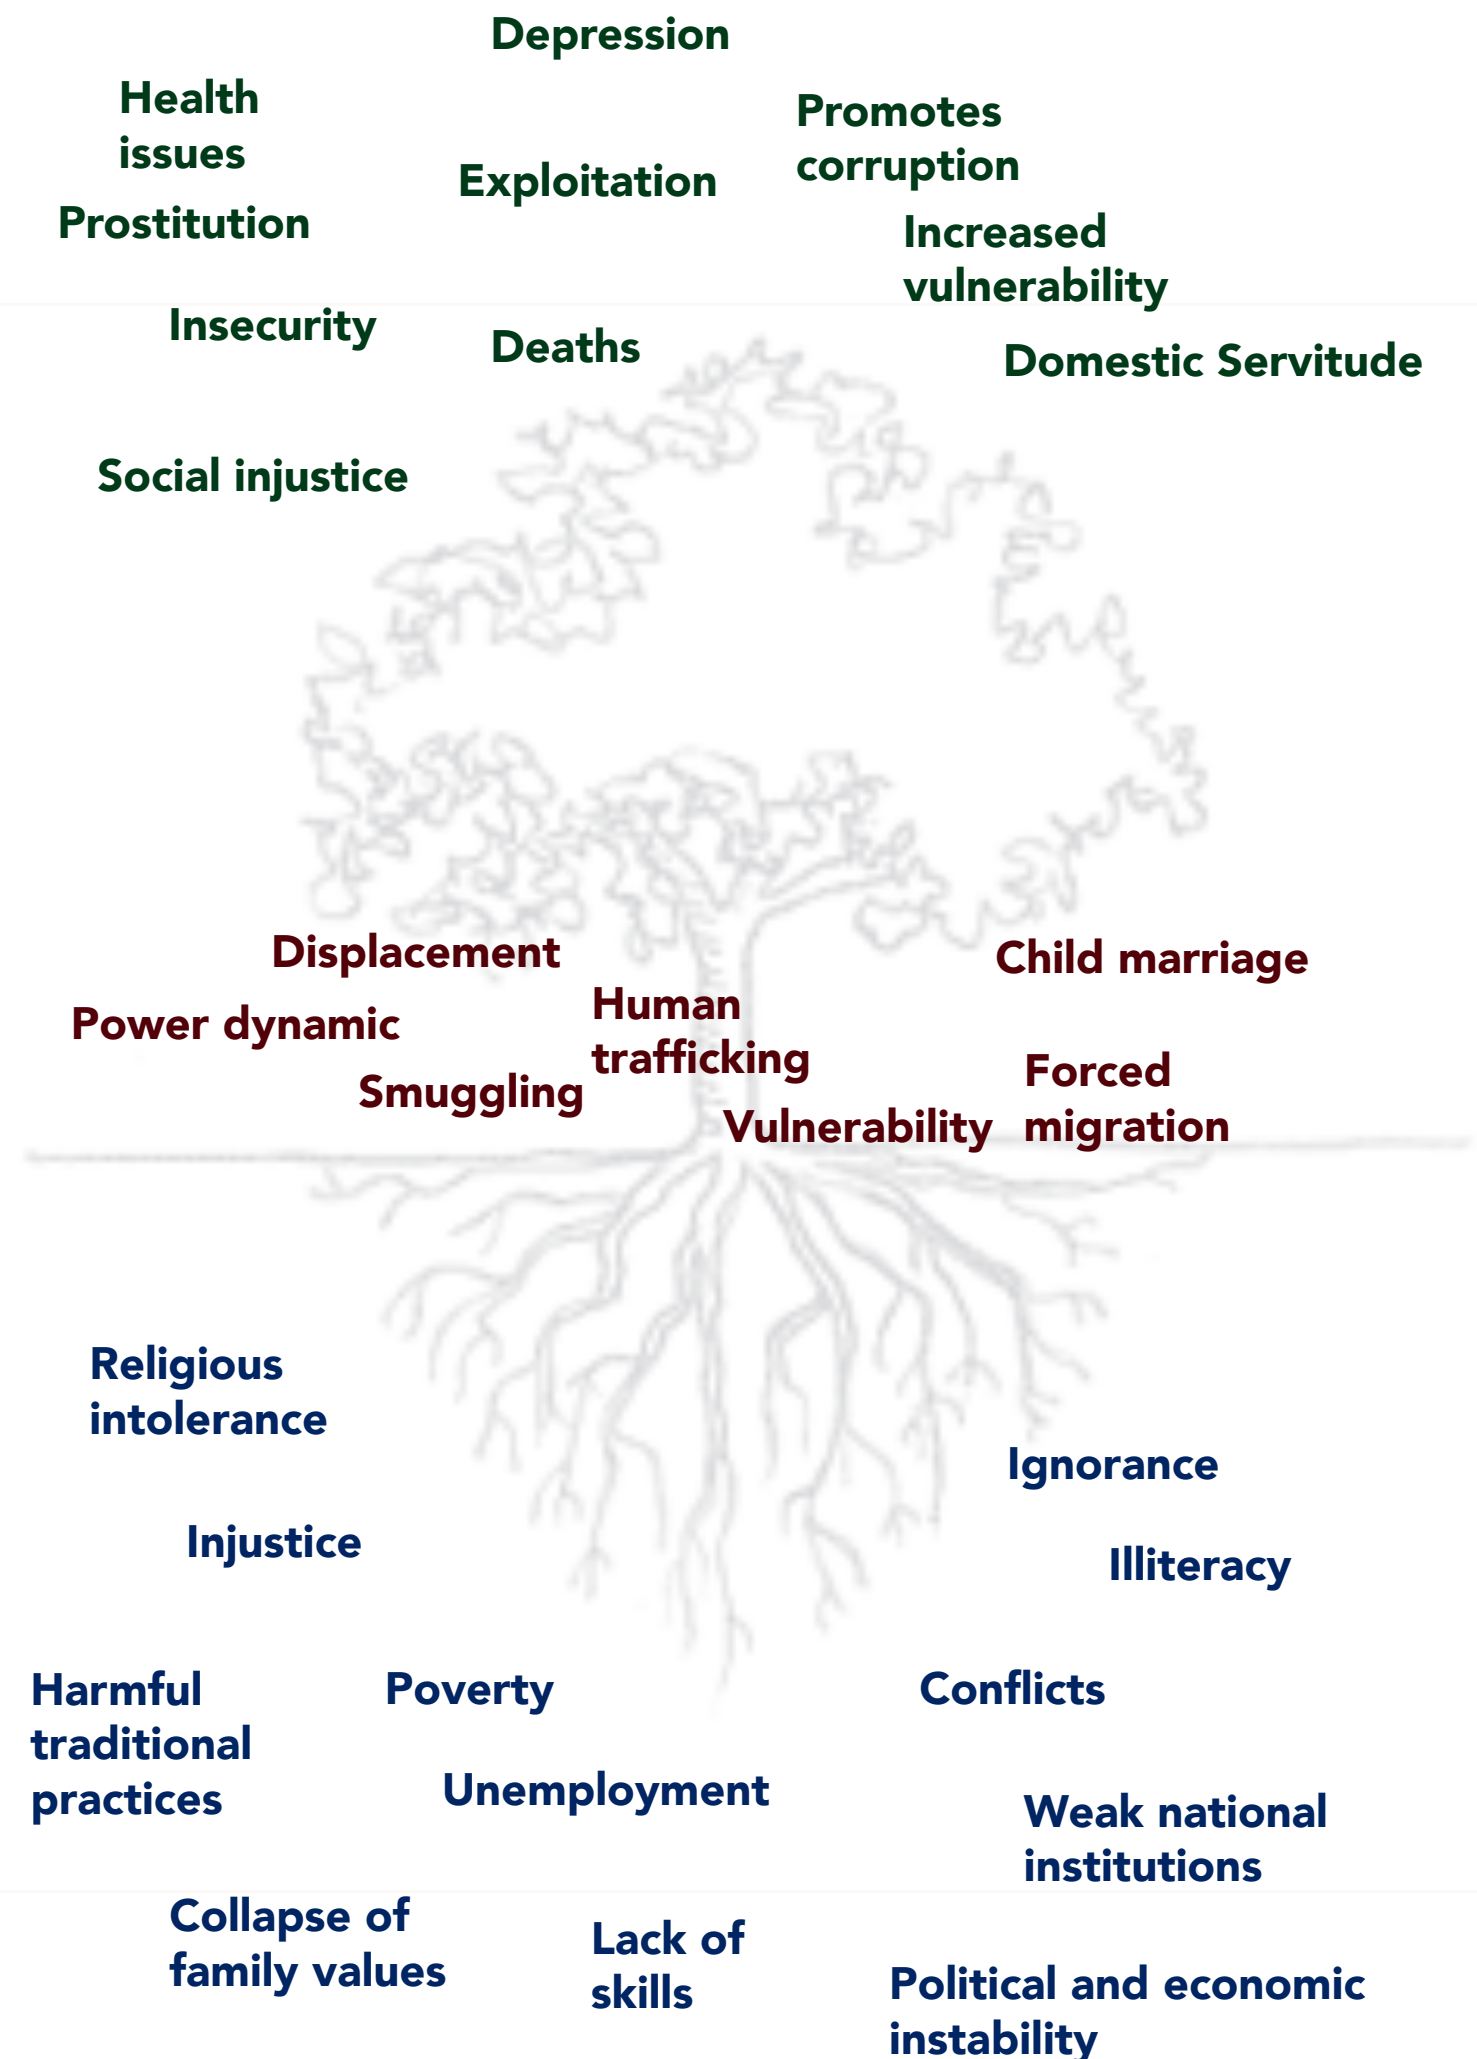 Depression
Health
issues
Promotes
corruption
Exploitation
Prostitution
Increased
vulnerability
Insecurity
Deaths
Domestic Servitude
Social injustice
Displacement
Child marriage
Power dynamic
Human
trafficking
Smuggling
Forced
migration
Vulnerability
Religious
intolerance
Ignorance
Injustice
Illiteracy
Harmful
traditional
practices
Poverty
Conflicts
Unemployment
Weak national
institutions
Collapse of
family values
Lack of
skills
Political and economic
instability